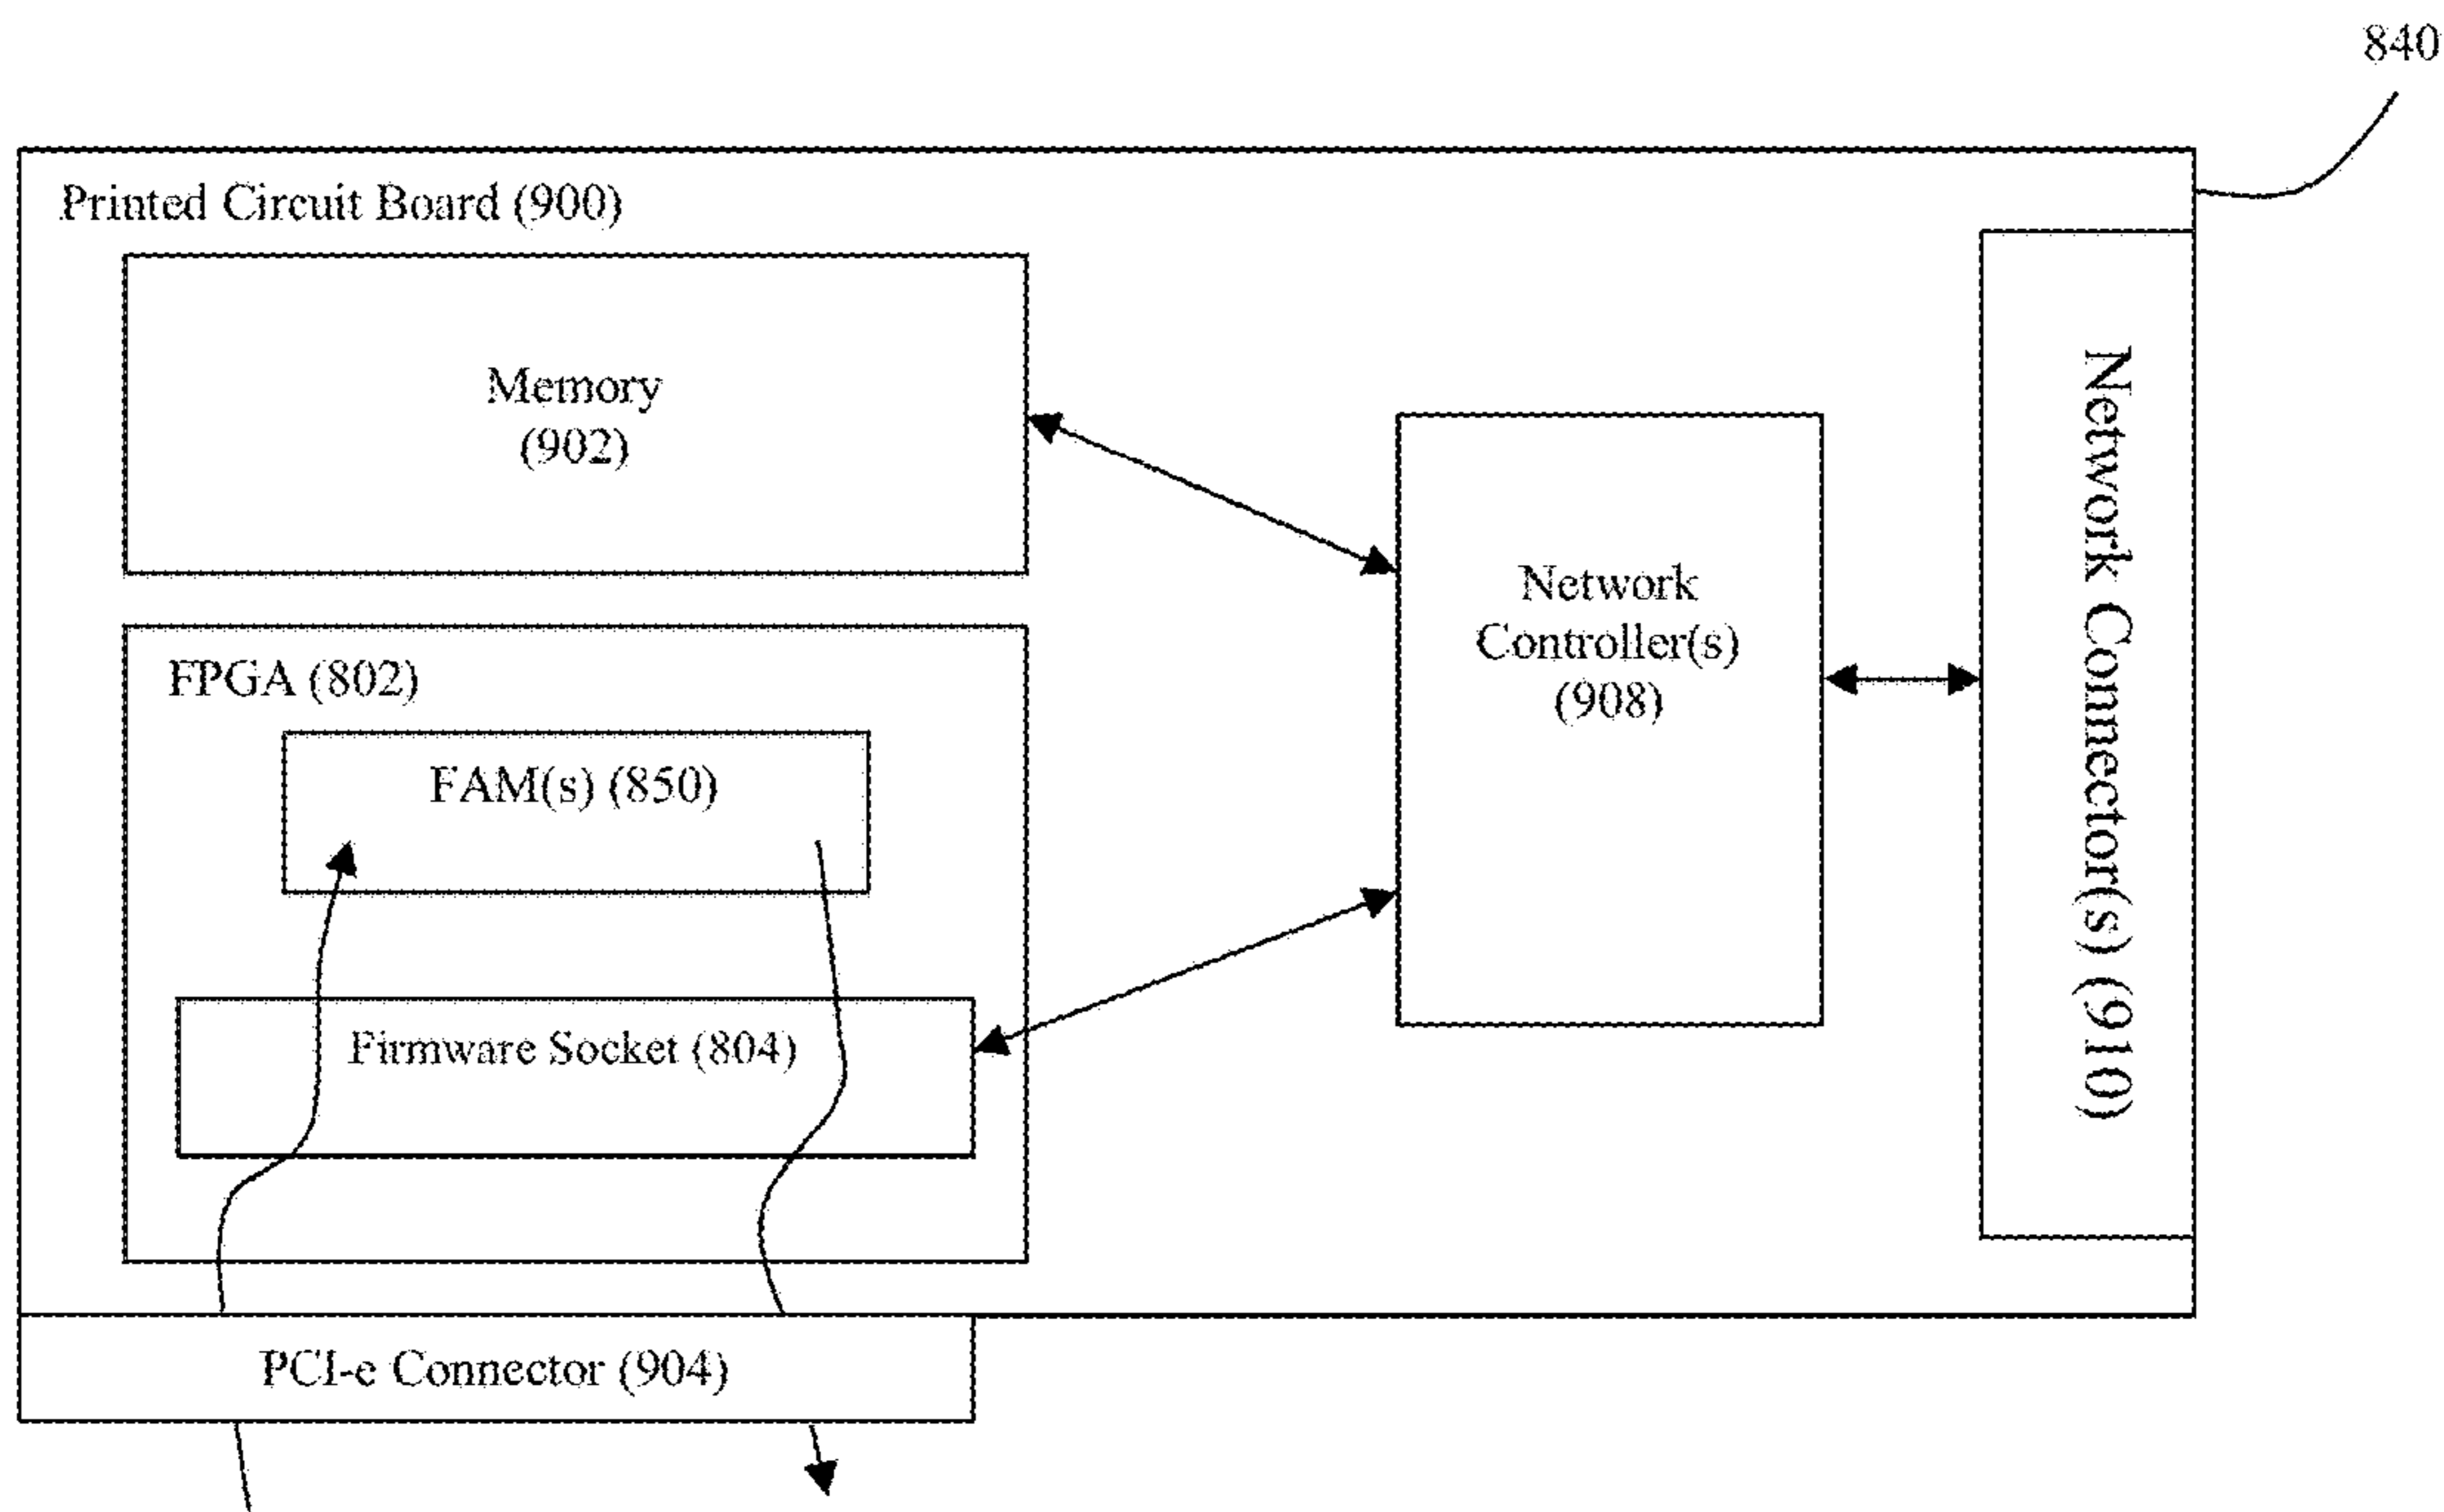 840
Printed Circuit Board (900)
Memory
(902)
Network
Controller(s)
(908)
Network Connector(s) (910)
FPGA (802)
FAM(s) (850)
Firmware Socket (804)
PCI-e Connector (904)